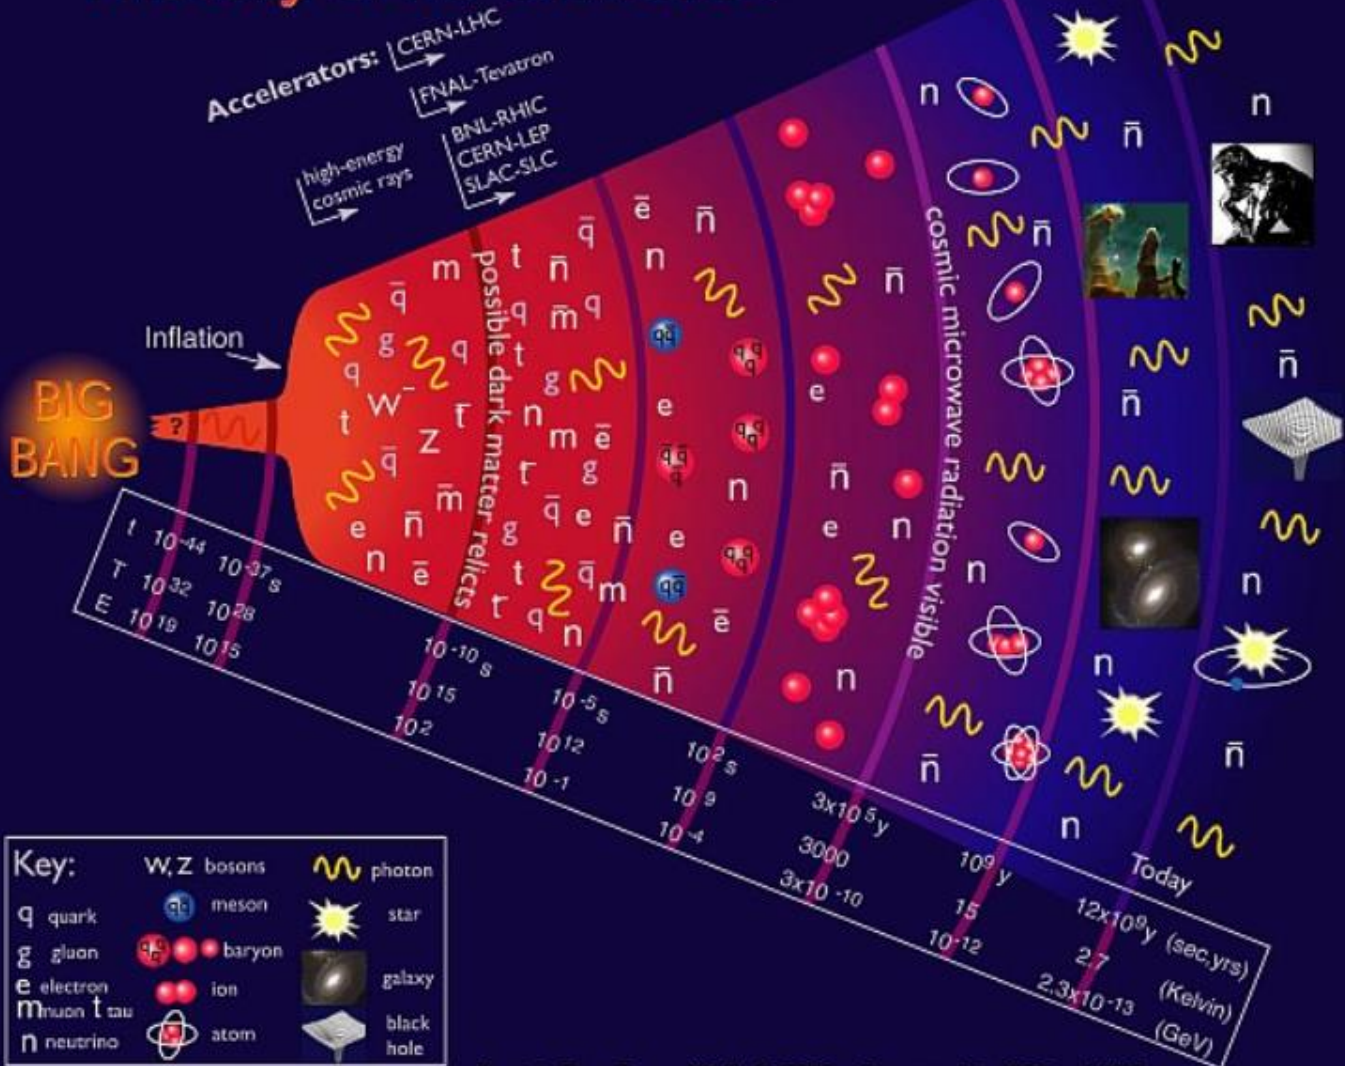 Accelerators:
CERN-LHC
FNAL-Tevatron
BNL-RHIC
CERN-LEP
SLAC-SLC
high-energy
cosmic rays
Inflation
BIG
BANG
?
possible dark matter relicts
cosmic microwave radiation visible
q̄ m t n̄ q̄ ē n̄ n
g q q m̄ q
q t g
W⁻ t τ̄ n m ē
Z τ g
q̄ m̄
e n̄ n ē
g q̄ e n̄
t q̄ m
τ q n
qq̄
qqq
e
q̄q̄q̄
n
ē
n̄
t 10⁻⁴⁴ 10⁻³⁷ s 10⁻¹⁰ s 10⁻⁵ s 10² s 3x10⁵ y 10⁹ y Today 12x10⁹ y (sec,yrs)
T 10³² 10²⁸ 10¹⁵ 10¹² 10⁹ 3000 15 2.7 (Kelvin)
E 10¹⁹ 10¹⁵ 10² 10⁻¹ 10⁻⁴ 3x10⁻¹⁰ 10⁻¹² 2.3x10⁻¹³ (GeV)
Key:
W, Z bosons
photon
q quark
qq̄ meson
star
g gluon
qqq baryon
galaxy
e electron
ion
m muon t tau
n neutrino
atom
black
hole